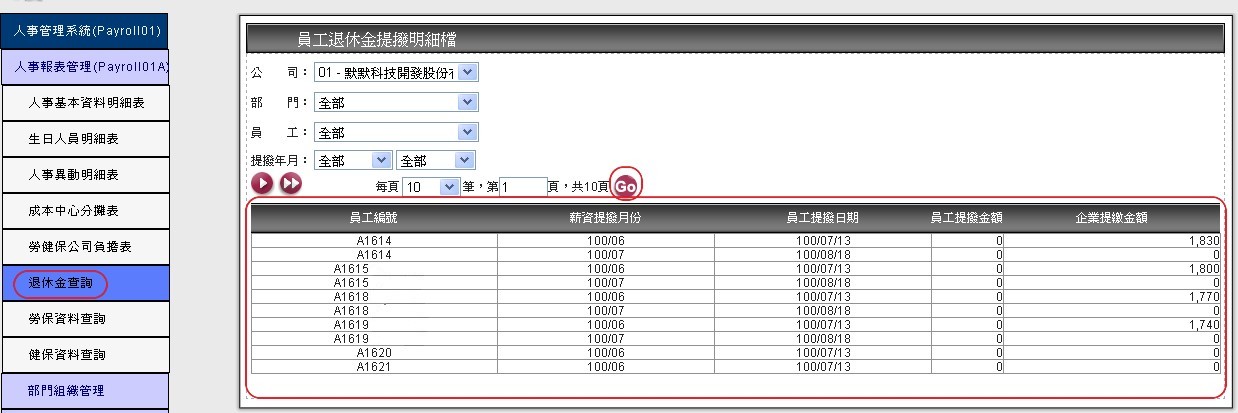 人事管理系統(Payroll01)
人事報表管理(Payroll01A)
人事基本資料明細表
生日人員明細表
人事異動明細表
成本中心分攤表
勞健保公司負擔表
退休金查詢
勞保資料查詢
健保資料查詢
部門組織管理
員工退休金提撥明細檔
公 司： 01 - 默默科技開發股份
部 門： 全部
員 工： 全部
提撥年月： 全部 全部
每頁 10 筆，第 1 頁，共10頁 Go
員工編號 薪資提撥月份 員工提撥日期 員工提撥金額 企業提繳金額
A1614 100/06 100/07/13 0 1,830
A1614 100/07 100/08/18 0 0
A1615 100/06 100/07/13 0 1,800
A1615 100/07 100/08/18 0 0
A1618 100/06 100/07/13 0 1,770
A1618 100/07 100/08/18 0 0
A1619 100/06 100/07/13 0 1,740
A1619 100/07 100/08/18 0 0
A1620 100/06 100/07/13 0 0
A1621 100/06 100/07/13 0 0